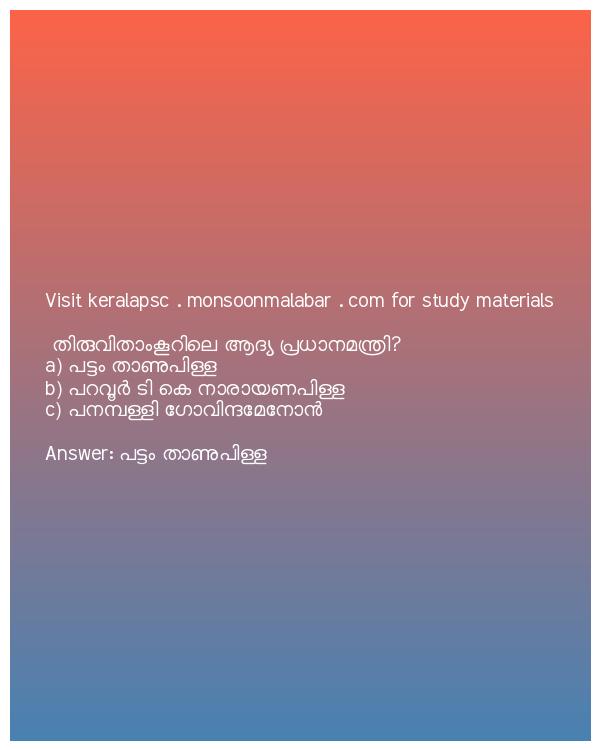 Visit keralapsc . monsoonmalabar . com for study materials
തിരുവിതാംകൂറിലെ ആദ്യ പ്രധാനമന്ത്രി?
a) പട്ടം താണുപിള്ള
b) പറവൂർ ടി കെ നാരായണപിള്ള
c) പനമ്പള്ളി ഗോവിന്ദമേനോൻ
Answer: പട്ടം താണുപിള്ള